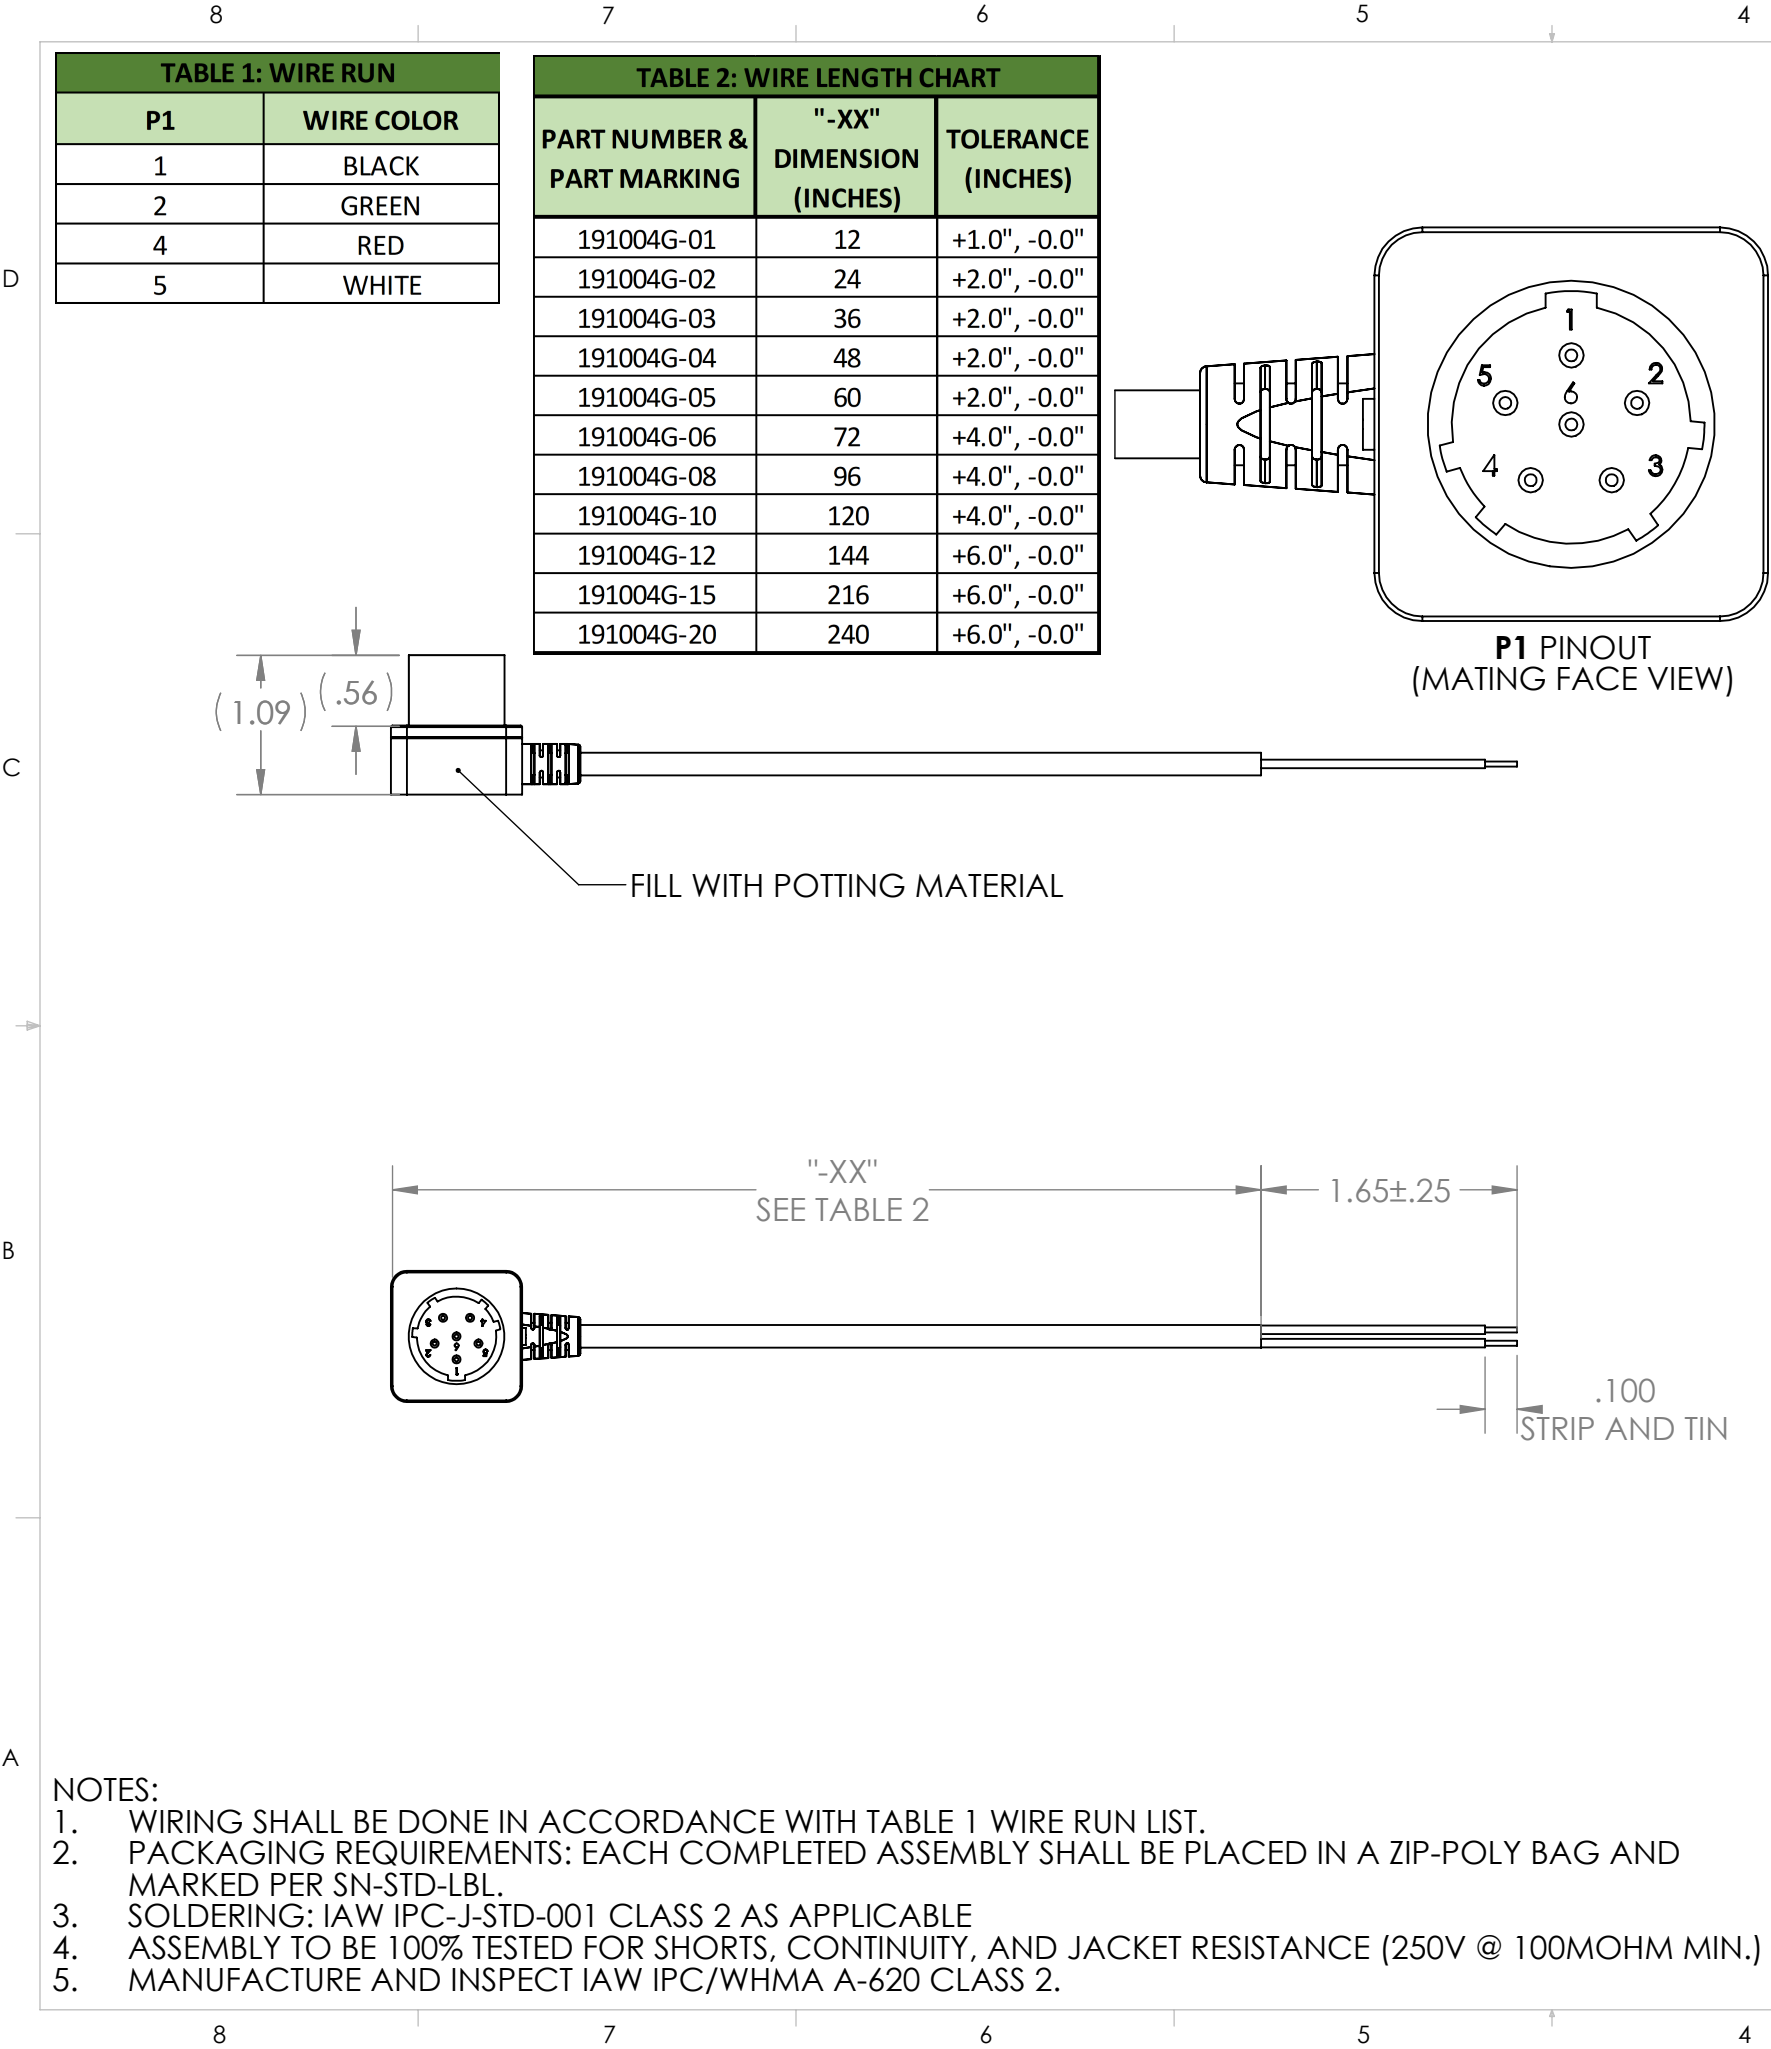 8 7 6 5 4
TABLE 1: WIRE RUN
P1 WIRE COLOR
1 BLACK
2 GREEN
4 RED
5 WHITE
TABLE 2: WIRE LENGTH CHART
PART NUMBER & PART MARKING "-XX" DIMENSION (INCHES) TOLERANCE (INCHES)
191004G-01 12 +1.0", -0.0"
191004G-02 24 +2.0", -0.0"
191004G-03 36 +2.0", -0.0"
191004G-04 48 +2.0", -0.0"
191004G-05 60 +2.0", -0.0"
191004G-06 72 +4.0", -0.0"
191004G-08 96 +4.0", -0.0"
191004G-10 120 +4.0", -0.0"
191004G-12 144 +6.0", -0.0"
191004G-15 216 +6.0", -0.0"
191004G-20 240 +6.0", -0.0"
D
1
5 2
6
4 3
P1 PINOUT
(MATING FACE VIEW)
(1.09) (.56)
C
FILL WITH POTTING MATERIAL
"-XX"
SEE TABLE 2
1.65±.25
B
3 4
6
2 5
1
.100
STRIP AND TIN
A
NOTES:
1. WIRING SHALL BE DONE IN ACCORDANCE WITH TABLE 1 WIRE RUN LIST.
2. PACKAGING REQUIREMENTS: EACH COMPLETED ASSEMBLY SHALL BE PLACED IN A ZIP-POLY BAG AND
MARKED PER SN-STD-LBL.
3. SOLDERING: IAW IPC-J-STD-001 CLASS 2 AS APPLICABLE
4. ASSEMBLY TO BE 100% TESTED FOR SHORTS, CONTINUITY, AND JACKET RESISTANCE (250V @ 100MOHM MIN.)
5. MANUFACTURE AND INSPECT IAW IPC/WHMA A-620 CLASS 2.
8 7 6 5 4